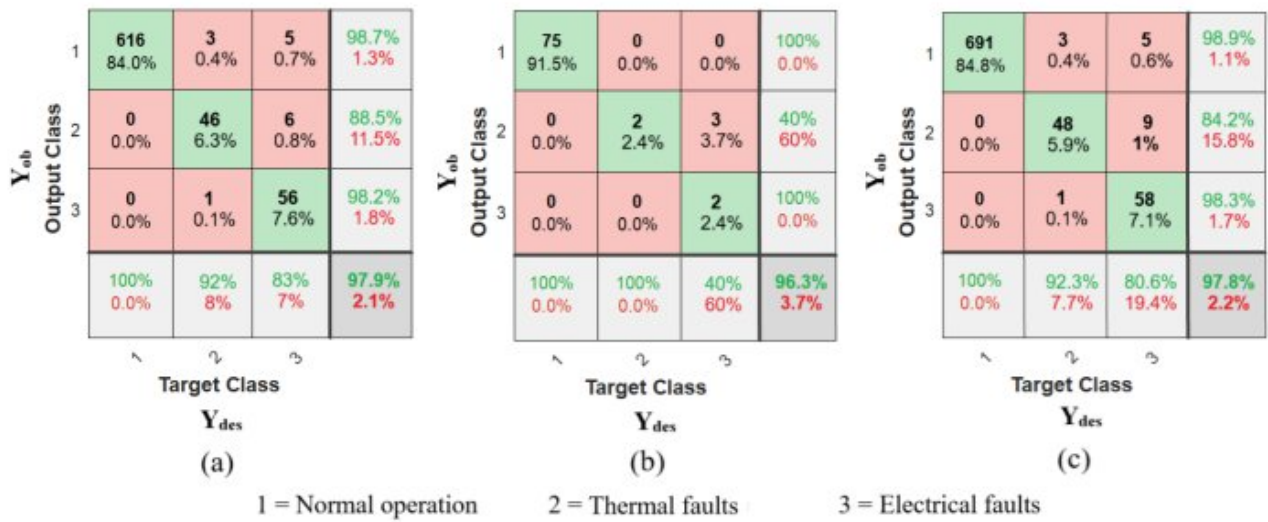 1 616 3 5 98.7%
84.0% 0.4% 0.7% 1.3%
2 0 46 6 88.5%
0.0% 6.3% 0.8% 11.5%
3 0 1 56 98.2%
0.0% 0.1% 7.6% 1.8%
100% 92% 83% 97.9%
0.0% 8% 7% 2.1%
1 2 3
Target Class
Y_des
Y_ob
Output Class
(a)
1 75 0 0 100%
91.5% 0.0% 0.0% 0.0%
2 0 2 3 40%
0.0% 2.4% 3.7% 60%
3 0 0 2 100%
0.0% 0.0% 2.4% 0.0%
100% 100% 40% 96.3%
0.0% 0.0% 60% 3.7%
1 2 3
Target Class
Y_des
Y_ob
Output Class
(b)
1 691 3 5 98.9%
84.8% 0.4% 0.6% 1.1%
2 0 48 9 84.2%
0.0% 5.9% 1% 15.8%
3 0 1 58 98.3%
0.0% 0.1% 7.1% 1.7%
100% 92.3% 80.6% 97.8%
0.0% 7.7% 19.4% 2.2%
1 2 3
Target Class
Y_des
Y_ob
Output Class
(c)
1 = Normal operation 2 = Thermal faults 3 = Electrical faults